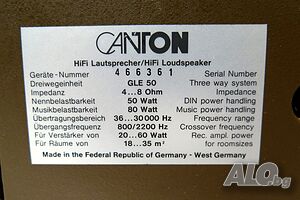 CANTON
HiFi Lautsprecher/HiFi Loudspeaker
Geräte-Nummer 466361 Serial Number
Dreiwegeinheit GLE 50 Three way system
Impedanz 4...8 Ohm Impedance
Nennbelastbarkeit 50 Watt DIN power handling
Musikbelastbarkeit 80 Watt Music power handling
Übertragungsbereich 36...30000 Hz Frequency range
Übergangsfrequenz 800/2200 Hz Crossover frequency
Für Verstärker von 20...60 Watt Rec. ampl. power
Für Räume von 18...35 m² for roomsizes
Made in the Federal Republic of Germany - West Germany
ALO.bg